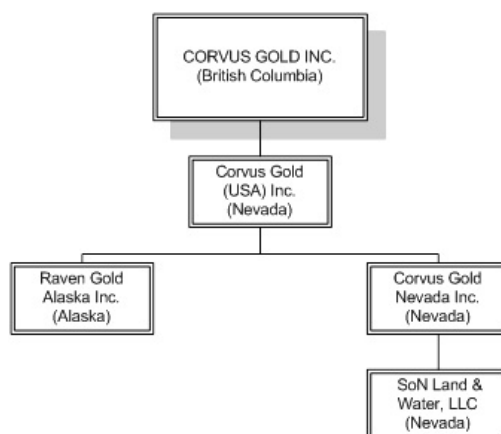 CORVUS GOLD INC.
(British Columbia)
Corvus Gold
(USA) Inc.
(Nevada)
Raven Gold
Alaska Inc.
(Alaska)
Corvus Gold
Nevada Inc.
(Nevada)
SoN Land &
Water, LLC
(Nevada)